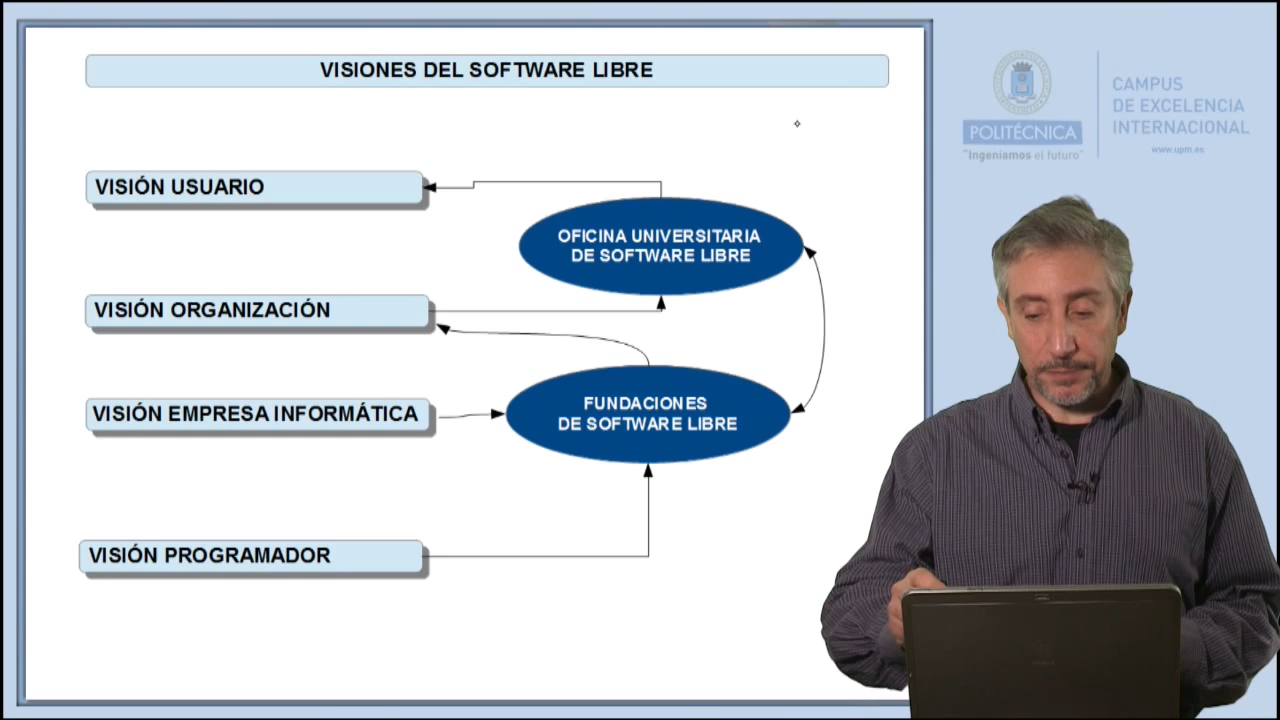 VISIONES DEL SOFTWARE LIBRE
VISIÓN USUARIO
OFICINA UNIVERSITARIA
DE SOFTWARE LIBRE
VISIÓN ORGANIZACIÓN
FUNDACIONES
DE SOFTWARE LIBRE
VISIÓN EMPRESA INFORMÁTICA
VISIÓN PROGRAMADOR
POLITÉCNICA
"Ingeniamos el futuro"
CAMPUS
DE EXCELENCIA
INTERNACIONAL
www.upm.es